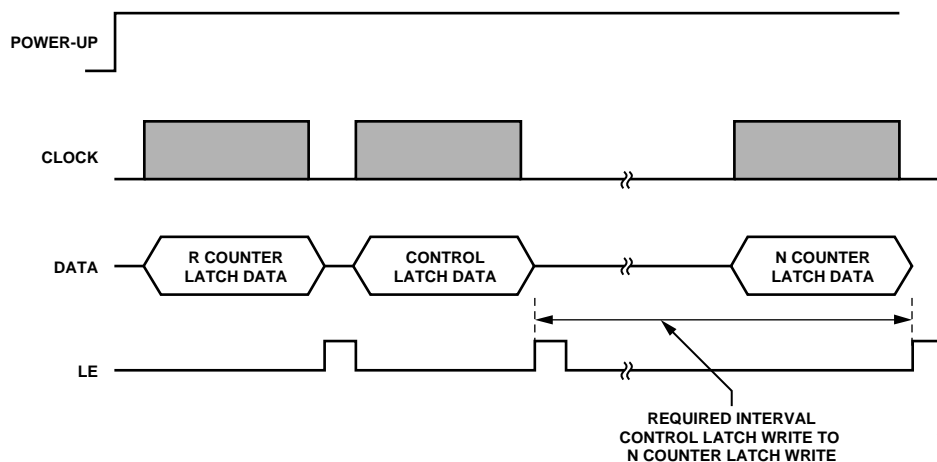 POWER-UP
CLOCK
DATA
R COUNTER
LATCH DATA
CONTROL
LATCH DATA
N COUNTER
LATCH DATA
LE
REQUIRED INTERVAL
CONTROL LATCH WRITE TO
N COUNTER LATCH WRITE